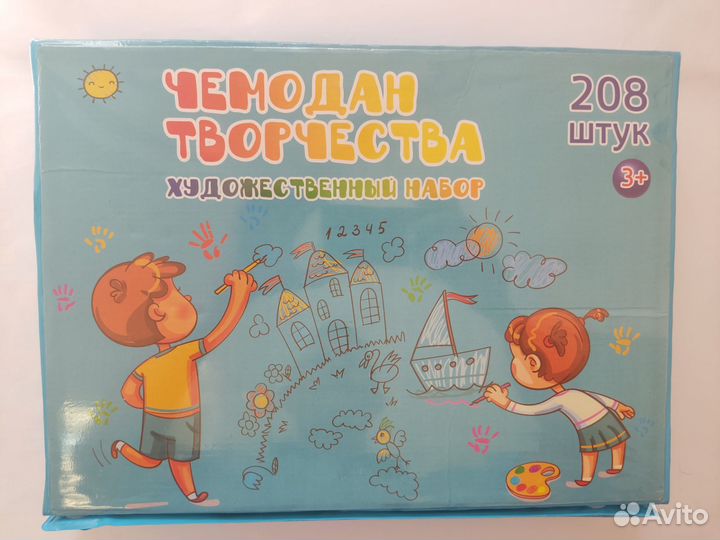 ЧЕМОДАН
ТВОРЧЕСТВА
ХУДОЖЕСТВЕННЫЙ НАБОР
208
ШТУК
3+
12345
Avito